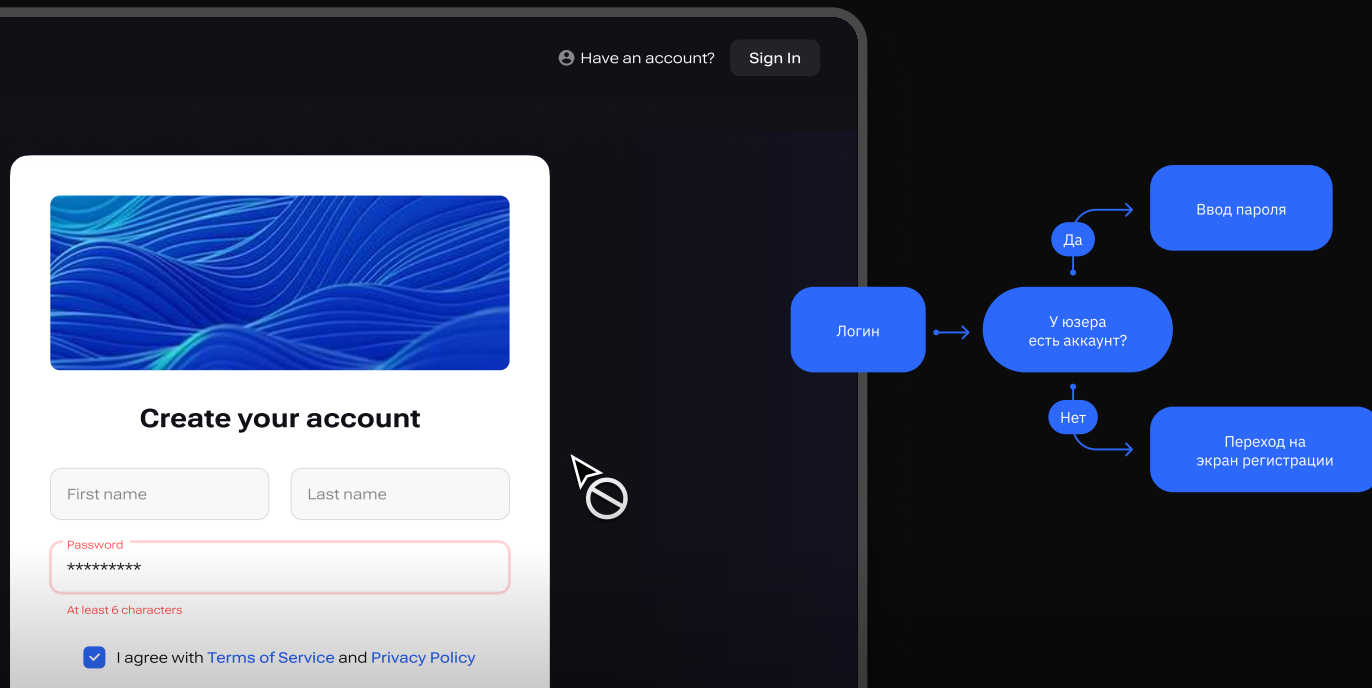 Have an account?
Sign In
Create your account
First name
Last name
Password
*********
At least 6 characters
I agree with Terms of Service and Privacy Policy
Логин
У юзера
есть аккаунт?
Да
Ввод пароля
Нет
Переход на
экран регистрации